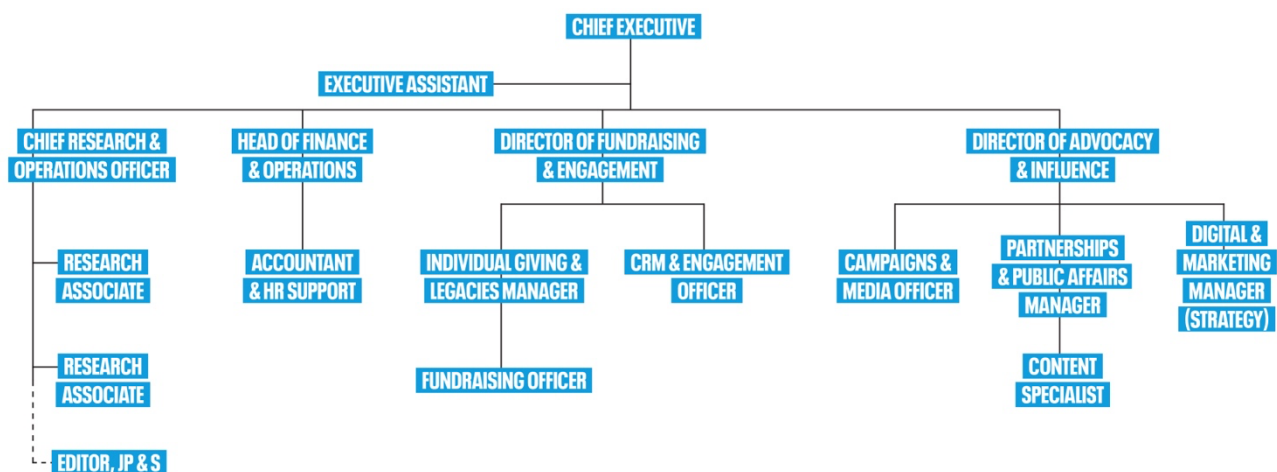 CHIEF EXECUTIVE
EXECUTIVE ASSISTANT
CHIEF RESEARCH &
OPERATIONS OFFICER
HEAD OF FINANCE
& OPERATIONS
DIRECTOR OF FUNDRAISING
& ENGAGEMENT
DIRECTOR OF ADVOCACY
& INFLUENCE
RESEARCH
ASSOCIATE
ACCOUNTANT
& HR SUPPORT
INDIVIDUAL GIVING &
LEGACIES MANAGER
CRM & ENGAGEMENT
OFFICER
CAMPAIGNS &
MEDIA OFFICER
PARTNERSHIPS
& PUBLIC AFFAIRS
MANAGER
DIGITAL &
MARKETING
MANAGER
(STRATEGY)
RESEARCH
ASSOCIATE
FUNDRAISING OFFICER
CONTENT
SPECIALIST
EDITOR, JP & S